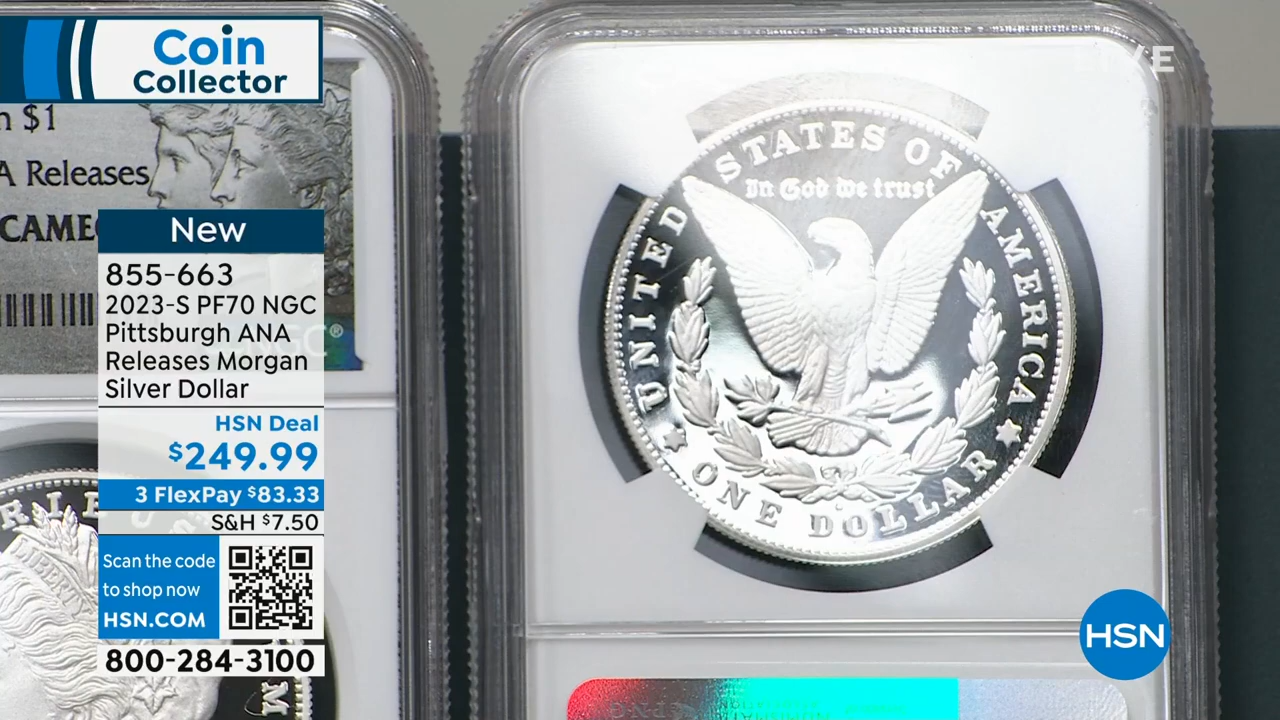 Coin
Collector
LIVE
n $1
A Releases
CAME
New
855-663
2023-S PF70 NGC
Pittsburgh ANA
Releases Morgan
Silver Dollar
HSN Deal
$249.99
3 FlexPay $83.33
S&H $7.50
Scan the code
to shop now
HSN.COM
800-284-3100
UNITED STATES OF AMERICA
In God we trust
ONE DOLLAR
HSN